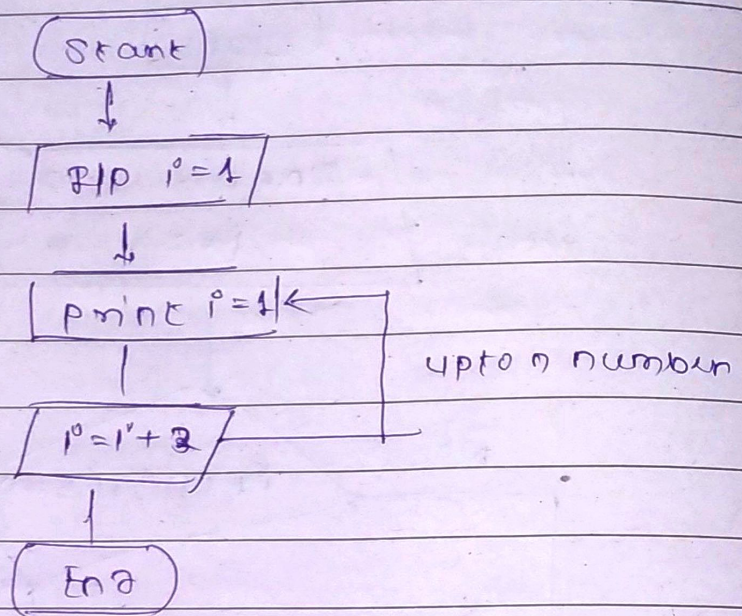 Start
I/P i=1
print i=1
upto n number
i=i+2
End